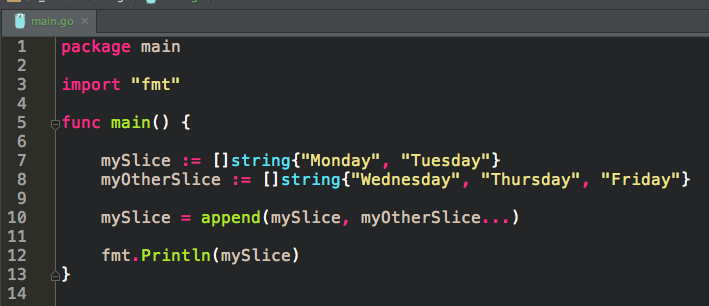 main.go ×
1 package main
2
3 import "fmt"
4
5 func main() {
6
7 mySlice := []string{"Monday", "Tuesday"}
8 myOtherSlice := []string{"Wednesday", "Thursday", "Friday"}
9
10 mySlice = append(mySlice, myOtherSlice...)
11
12 fmt.Println(mySlice)
13 }
14